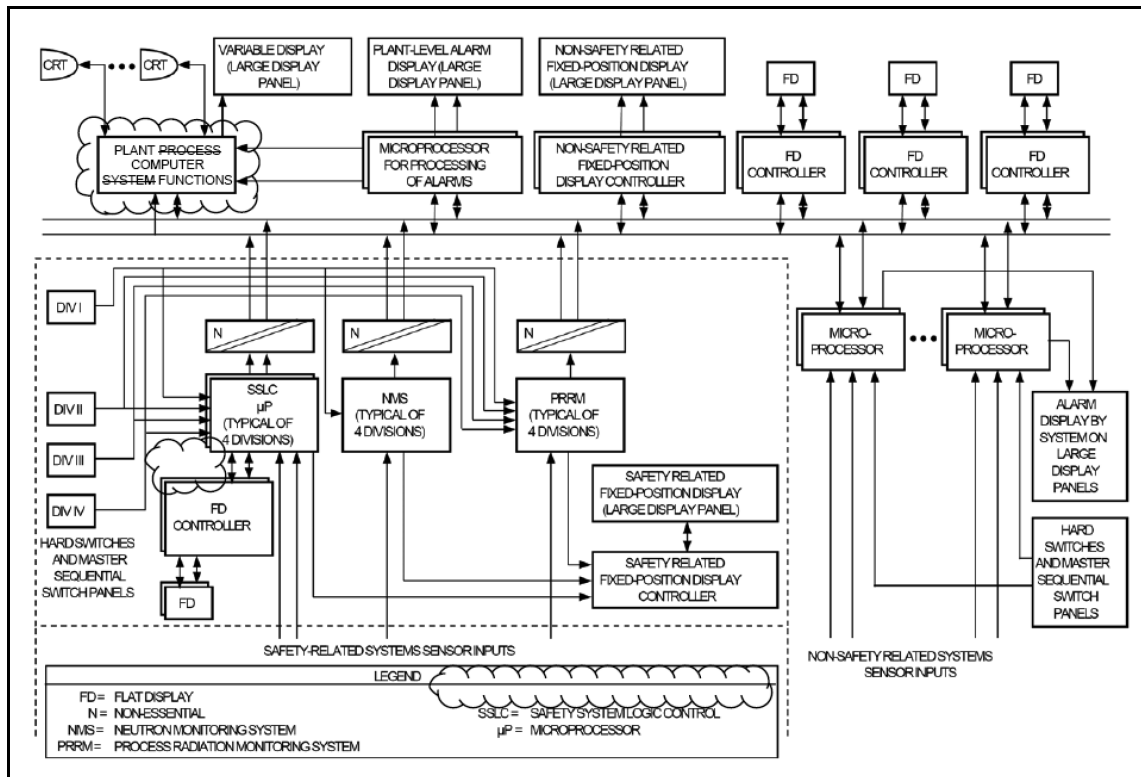 CRT
CRT
VARIABLE DISPLAY
(LARGE DISPLAY
PANEL)
PLANT-LEVEL ALARM
DISPLAY (LARGE
DISPLAY PANEL)
NON-SAFETY RELATED
FIXED-POSITION DISPLAY
(LARGE DISPLAY PANEL)
FD
FD
FD
PLANT PROCESS
COMPUTER
SYSTEM FUNCTIONS
MICROPROCESSOR
FOR PROCESSING
OF ALARMS
NON-SAFETY RELATED
FIXED-POSITION
DISPLAY CONTROLLER
FD
CONTROLLER
FD
CONTROLLER
FD
CONTROLLER
DIV I
DIV II
DIV III
DIV IV
HARD SWITCHES
AND MASTER
SEQUENTIAL
SWITCH PANELS
N
N
N
SSLC
μP
(TYPICAL OF
4 DIVISIONS)
NMS
(TYPICAL OF
4 DIVISIONS)
PRRM
(TYPICAL OF
4 DIVISIONS)
FD
CONTROLLER
FD
SAFETY RELATED
FIXED-POSITION DISPLAY
(LARGE DISPLAY PANEL)
SAFETY RELATED
FIXED-POSITION DISPLAY
CONTROLLER
MICRO-
PROCESSOR
MICRO-
PROCESSOR
ALARM
DISPLAY BY
SYSTEM ON
LARGE
DISPLAY
PANELS
HARD
SWITCHES
AND MASTER
SEQUENTIAL
SWITCH
PANELS
SAFETY-RELATED SYSTEMS SENSOR INPUTS
NON-SAFETY RELATED SYSTEMS
SENSOR INPUTS
LEGEND
FD = FLAT DISPLAY
N = NON-ESSENTIAL
NMS = NEUTRON MONITORING SYSTEM
PRRM = PROCESS RADIATION MONITORING SYSTEM
SSLC = SAFETY SYSTEM LOGIC CONTROL
μP = MICROPROCESSOR